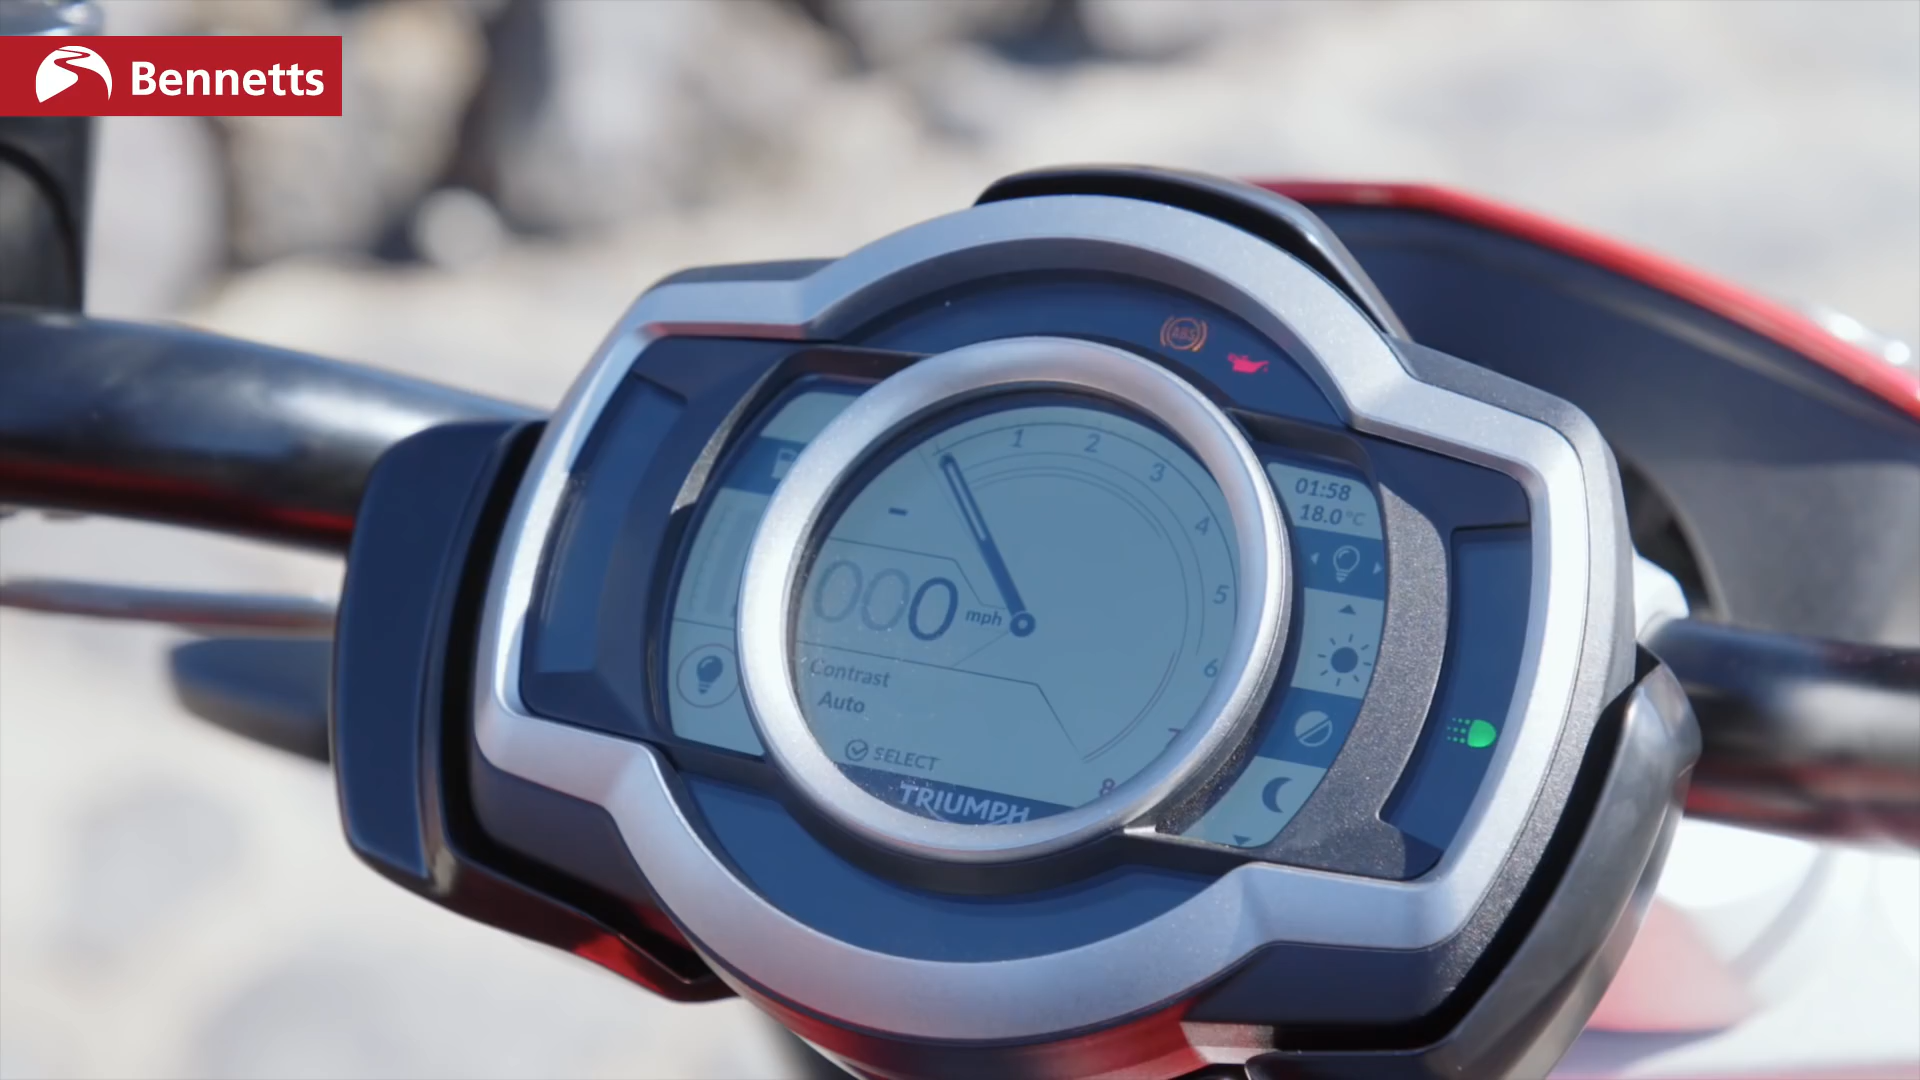 Bennetts
ABS
1
2
3
4
5
6
7
8
01:58
18.0°C
-
000 mph
Contrast
Auto
SELECT
TRIUMPH